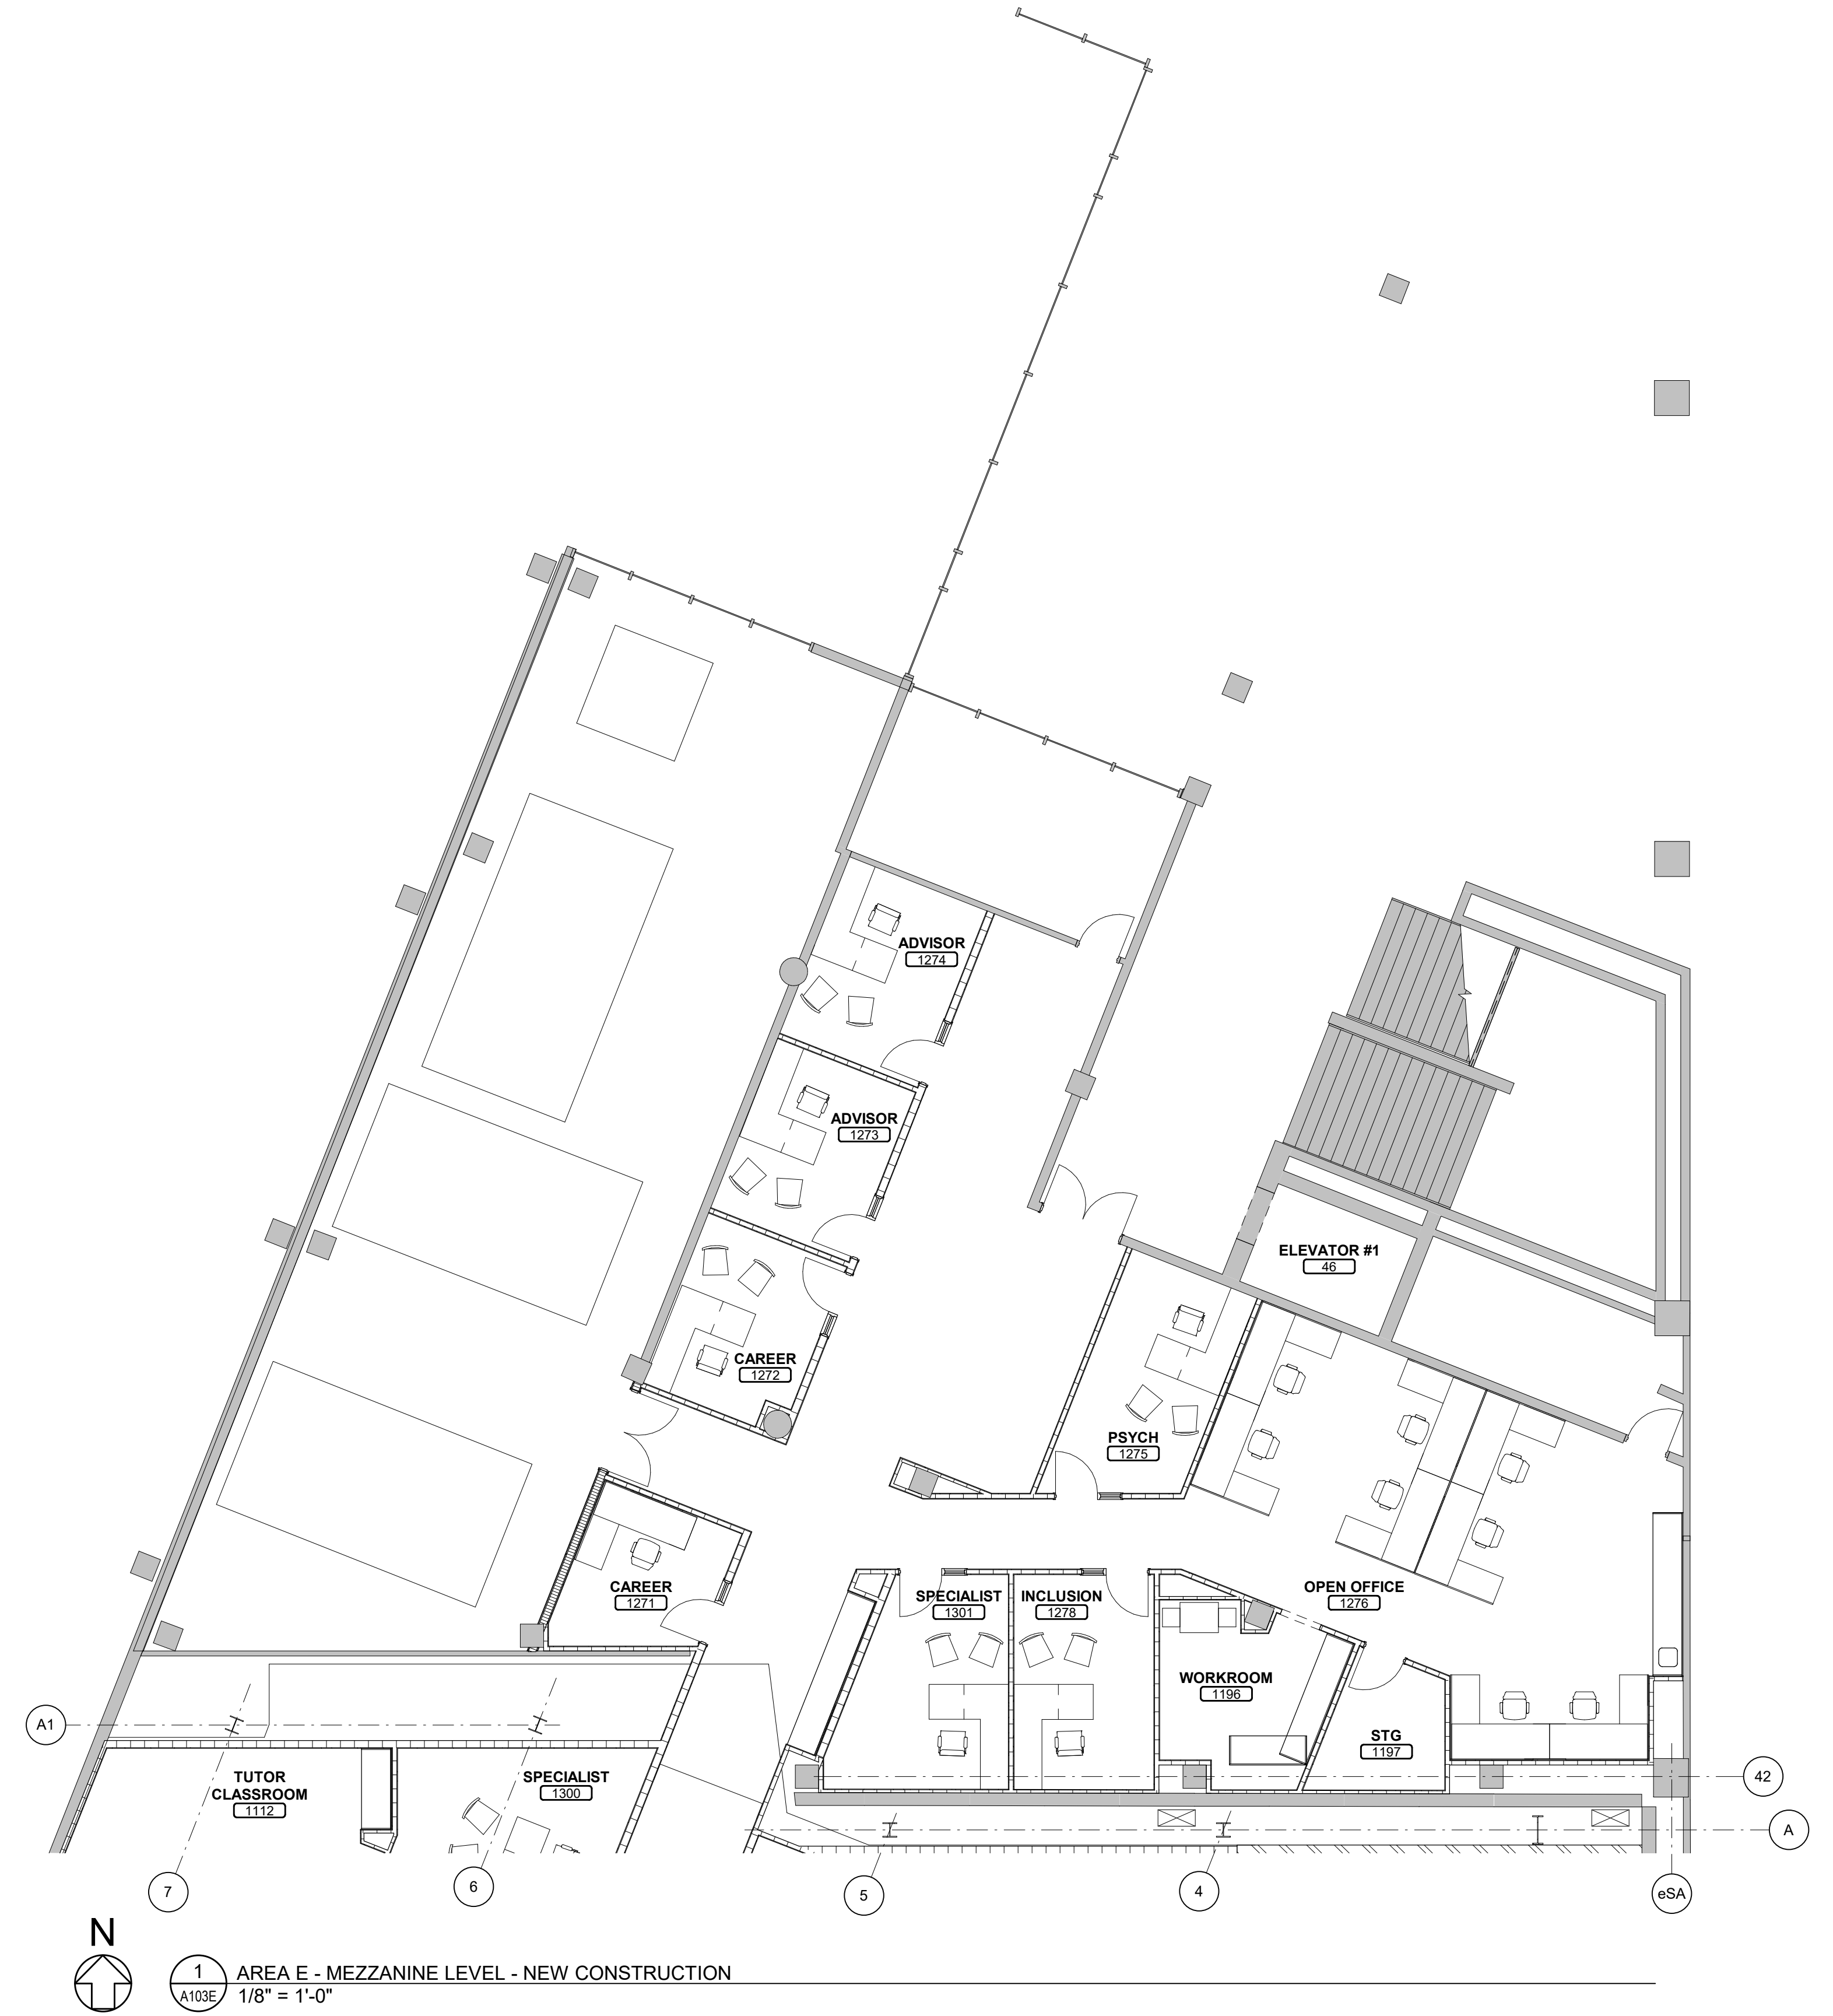 ADVISOR
1274
ADVISOR
1273
ELEVATOR #1
46
CAREER
1272
PSYCH
1275
CAREER
1271
SPECIALIST
1301
INCLUSION
1278
OPEN OFFICE
1276
WORKROOM
1196
STG
1197
A1
TUTOR
CLASSROOM
1112
SPECIALIST
1300
42
A
7
6
5
4
eSA
N
1
A103E
AREA E - MEZZANINE LEVEL - NEW CONSTRUCTION
1/8" = 1'-0"